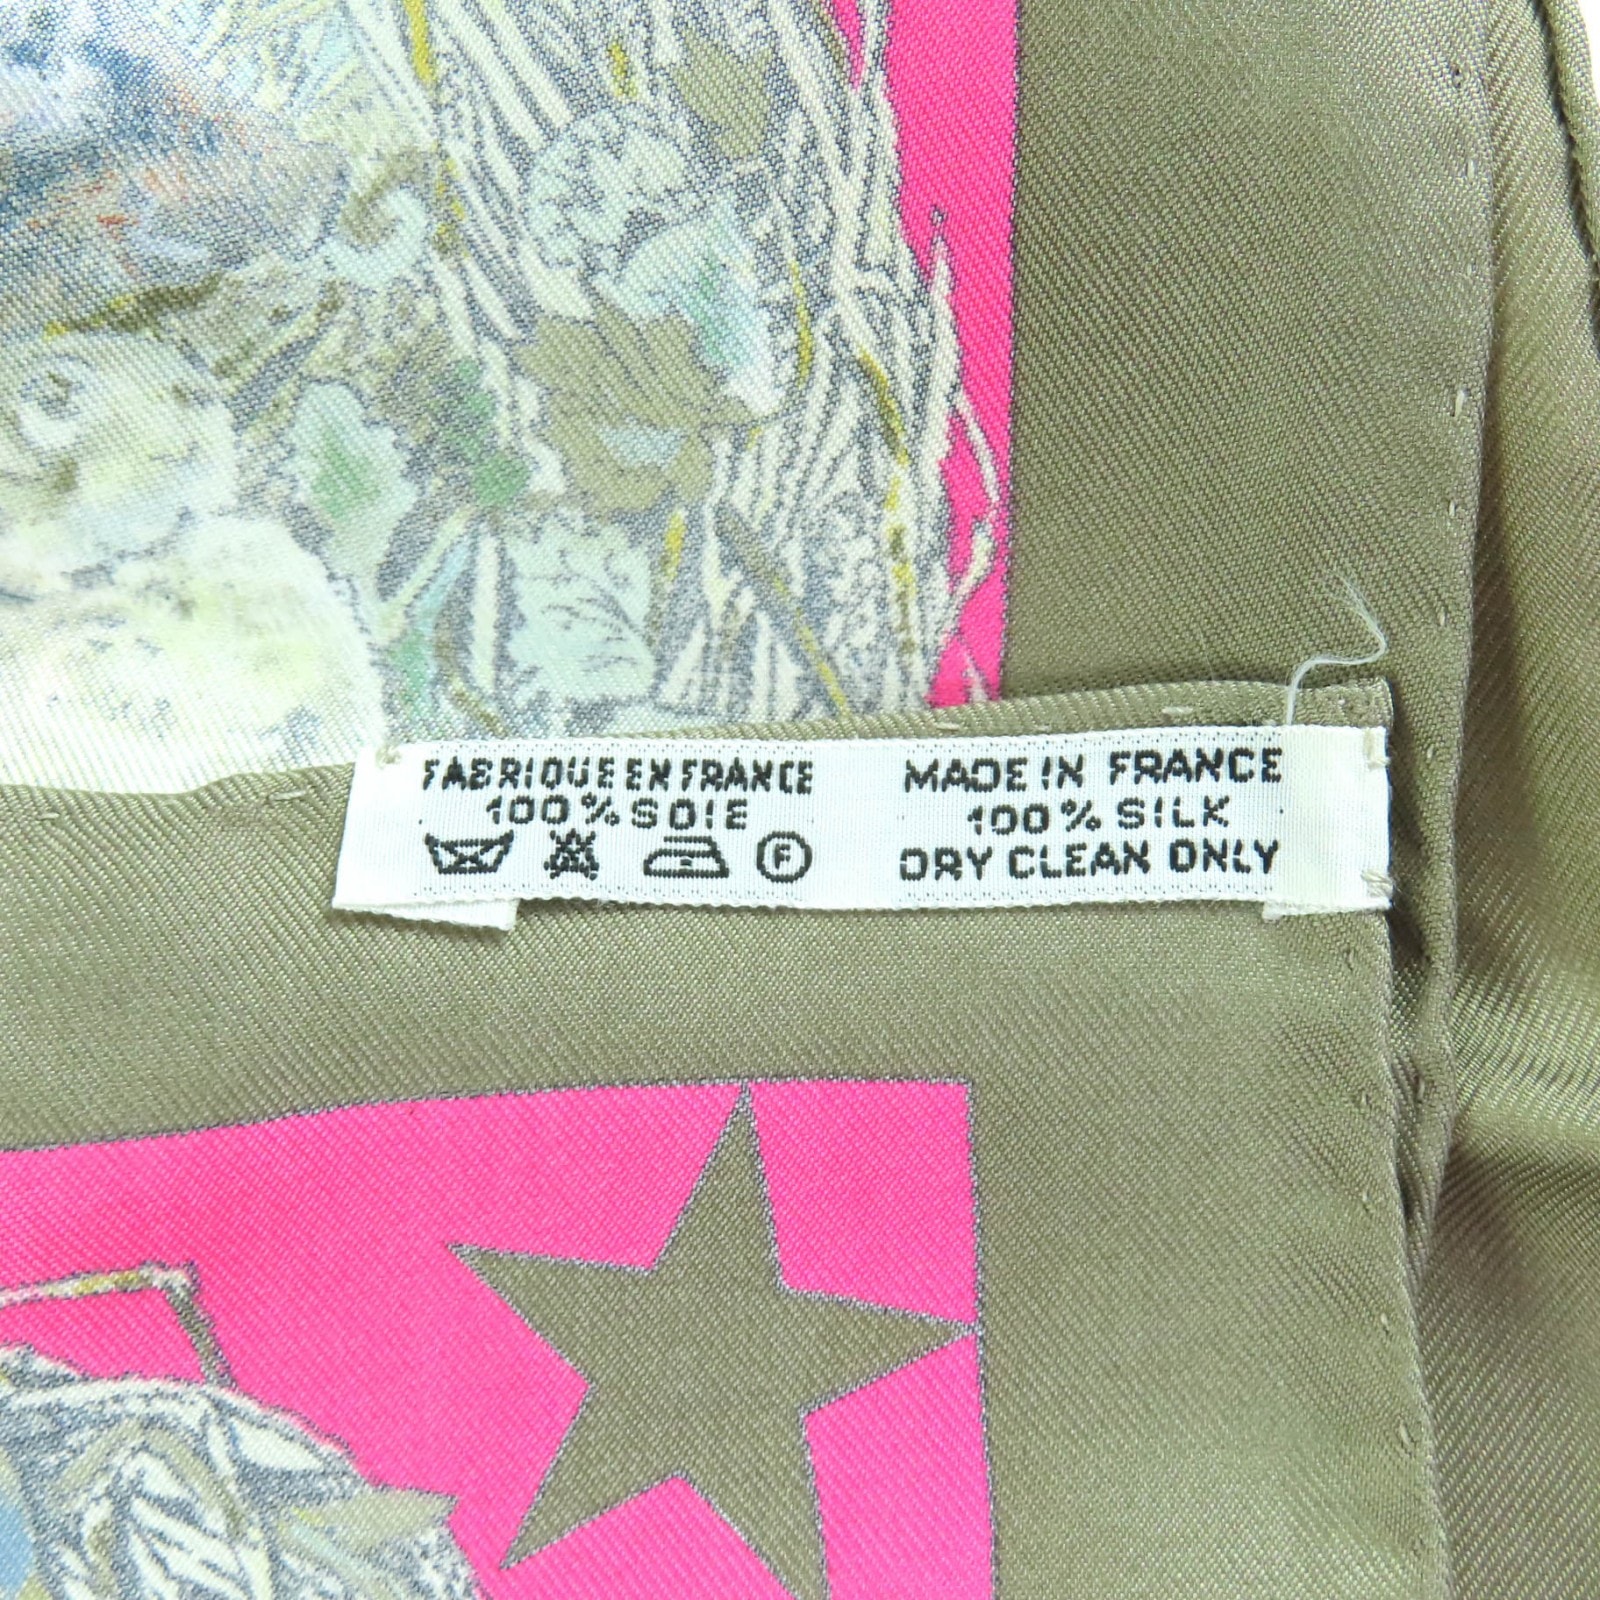 FABRIQUE EN FRANCE
100% SOIE
F
MADE IN FRANCE
100% SILK
DRY CLEAN ONLY